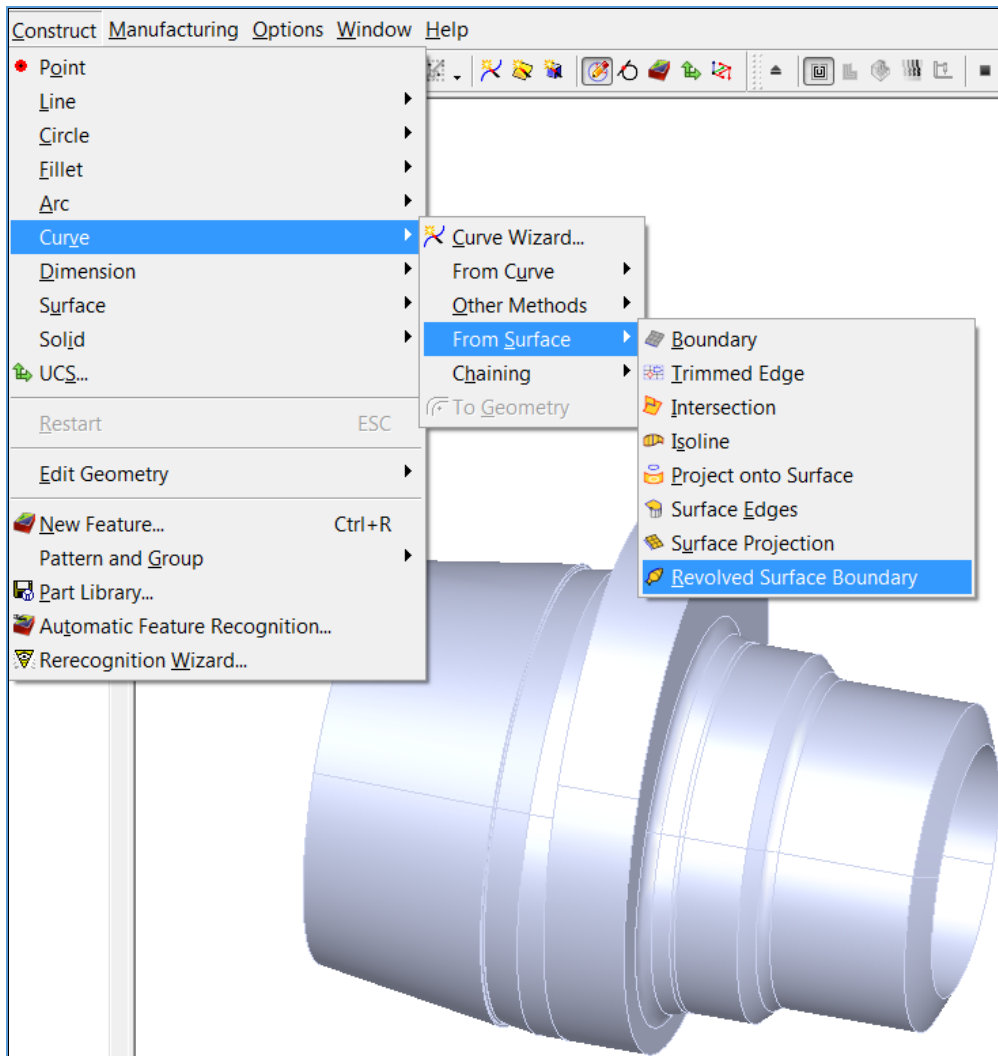 Construct Manufacturing Options Window Help
Point
Line
Circle
Fillet
Arc
Curve
Dimension
Surface
Solid
UCS...
Restart ESC
Edit Geometry
New Feature... Ctrl+R
Pattern and Group
Part Library...
Automatic Feature Recognition...
Rerecognition Wizard...
Curve Wizard...
From Curve
Other Methods
From Surface
Chaining
To Geometry
Boundary
Trimmed Edge
Intersection
Isoline
Project onto Surface
Surface Edges
Surface Projection
Revolved Surface Boundary